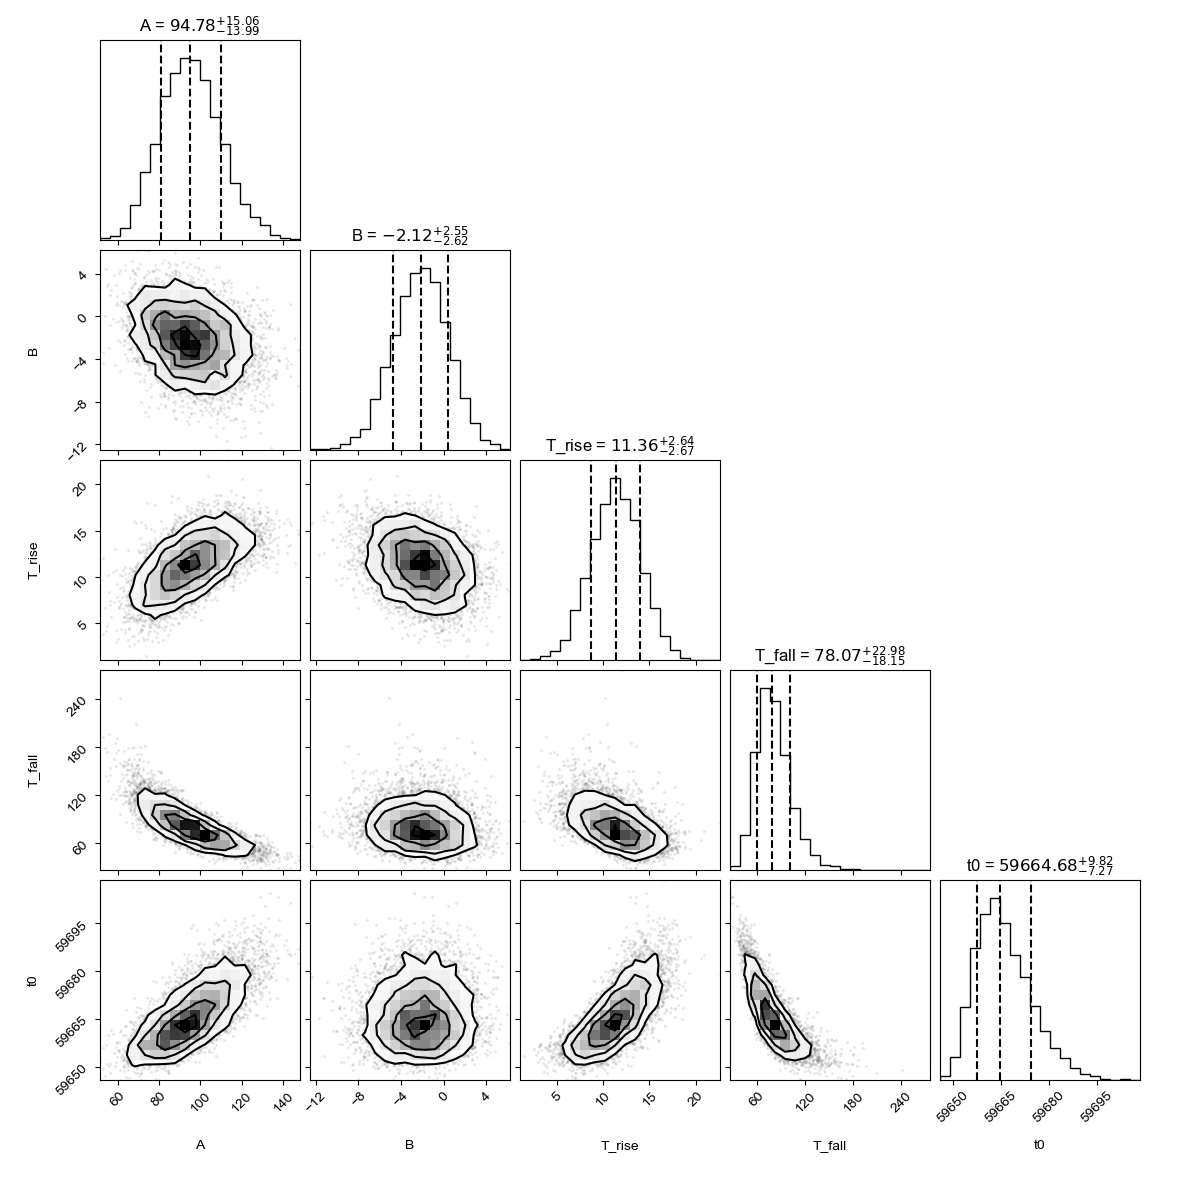 A = 94.78+15.06−13.99
B = −2.12+2.55−2.62
4
0
−4
−8
−12
B
T_rise = 11.36+2.64−2.67
20
15
10
5
T_rise
T_fall = 78.07+22.98−18.15
240
180
120
60
T_fall
t0 = 59664.68+9.82−7.27
59695
59680
59665
59650
t0
60 80 100 120 140 −12 −8 −4 0 4 5 10 15 20 60 120 180 240 59650 59665 59680 59695
A B T_rise T_fall t0